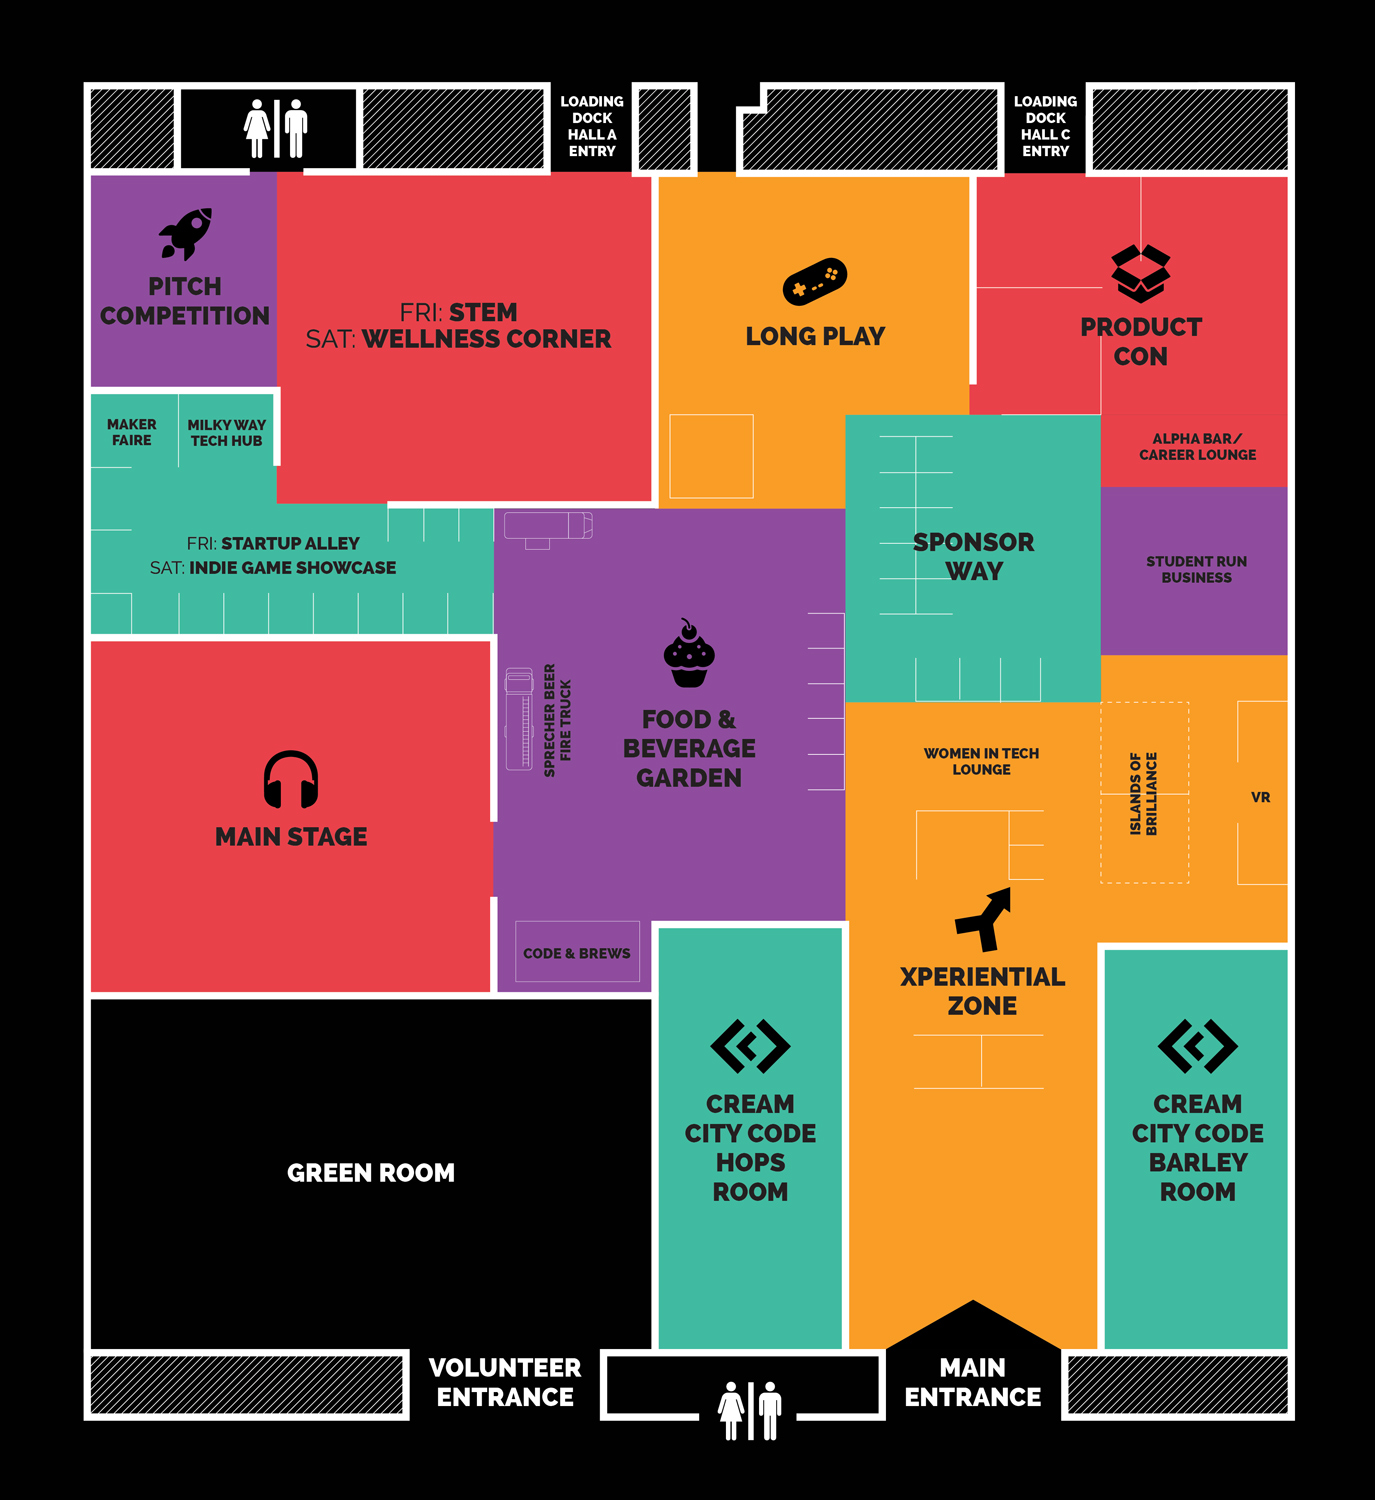 LOADING
DOCK
HALL A
ENTRY
LOADING
DOCK
HALL C
ENTRY
PITCH
COMPETITION
FRI: STEM
SAT: WELLNESS CORNER
LONG PLAY
PRODUCT
CON
MAKER
FAIRE
MILKY WAY
TECH HUB
ALPHA BAR/
CAREER LOUNGE
FRI: STARTUP ALLEY
SAT: INDIE GAME SHOWCASE
SPONSOR
WAY
STUDENT RUN
BUSINESS
SPRECHER BEER
FIRE TRUCK
FOOD &
BEVERAGE
GARDEN
WOMEN IN TECH
LOUNGE
ISLANDS OF
BRILLIANCE
VR
MAIN STAGE
CODE & BREWS
XPERIENTIAL
ZONE
CREAM
CITY CODE
HOPS
ROOM
CREAM
CITY CODE
BARLEY
ROOM
GREEN ROOM
VOLUNTEER
ENTRANCE
MAIN
ENTRANCE